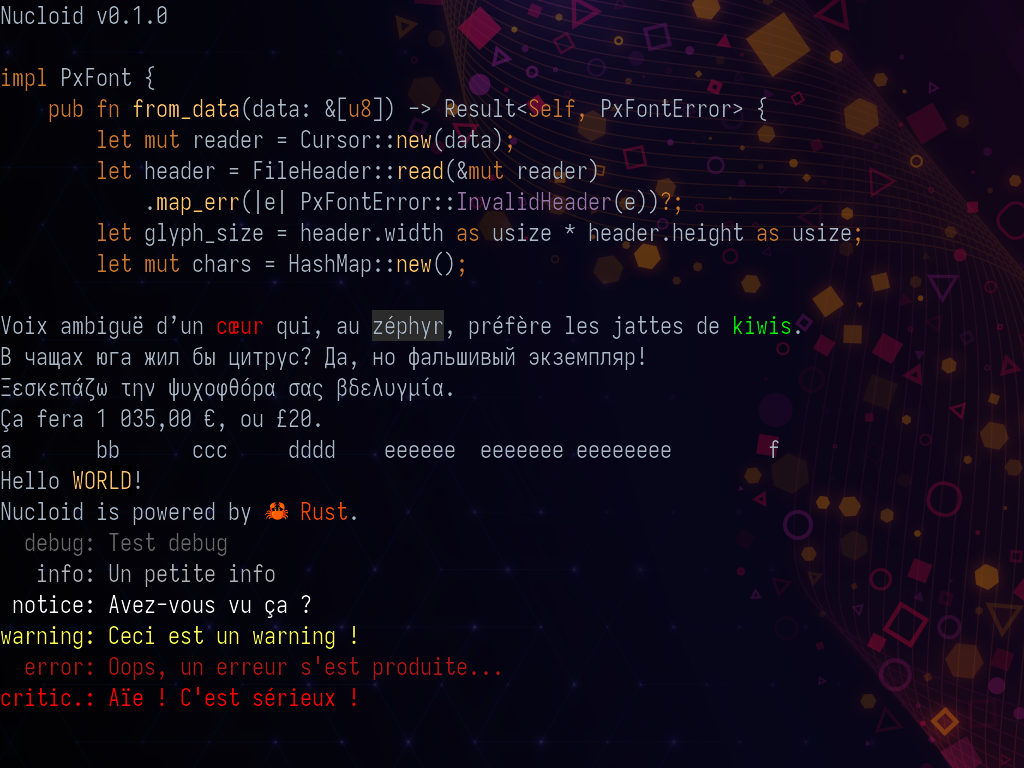 Nucloid v0.1.0
impl PxFont {
    pub fn from_data(data: &[u8]) -> Result<Self, PxFontError> {
        let mut reader = Cursor::new(data);
        let header = FileHeader::read(&mut reader)
            .map_err(|e| PxFontError::InvalidHeader(e))?;
        let glyph_size = header.width as usize * header.height as usize;
        let mut chars = HashMap::new();
Voix ambiguë d’un cœur qui, au zéphyr, préfère les jattes de kiwis.
В чащах юга жил бы цитрус? Да, но фальшивый экземпляр!
Ξεσκεπάζω την ψυχοφθόρα σας βδελυγμία.
Ça fera 1 035,00 €, ou £20.
a       bb      ccc     dddd    eeeeee  eeeeeee eeeeeeee        f
Hello WORLD!
Nucloid is powered by 🦀 Rust.
  debug: Test debug
   info: Un petite info
 notice: Avez-vous vu ça ?
warning: Ceci est un warning !
  error: Oops, un erreur s'est produite...
critic.: Aïe ! C'est sérieux !